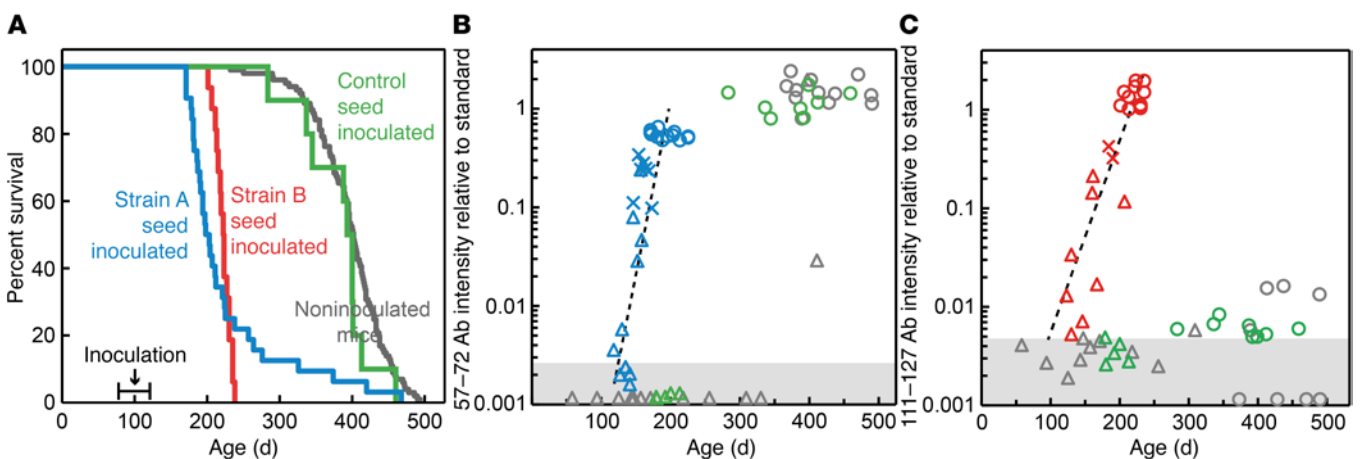 A
Percent survival
100
80
60
40
20
0
Control
seed
inoculated
Strain A
seed
inoculated
Strain B
seed
inoculated
Noninoculated
mice
Inoculation
0
100
200
300
400
500
Age (d)
B
57–72 Ab intensity relative to standard
1
0.1
0.01
0.001
100
200
300
400
500
Age (d)
C
111–127 Ab intensity relative to standard
1
0.1
0.01
0.001
0
100
200
300
400
500
Age (d)